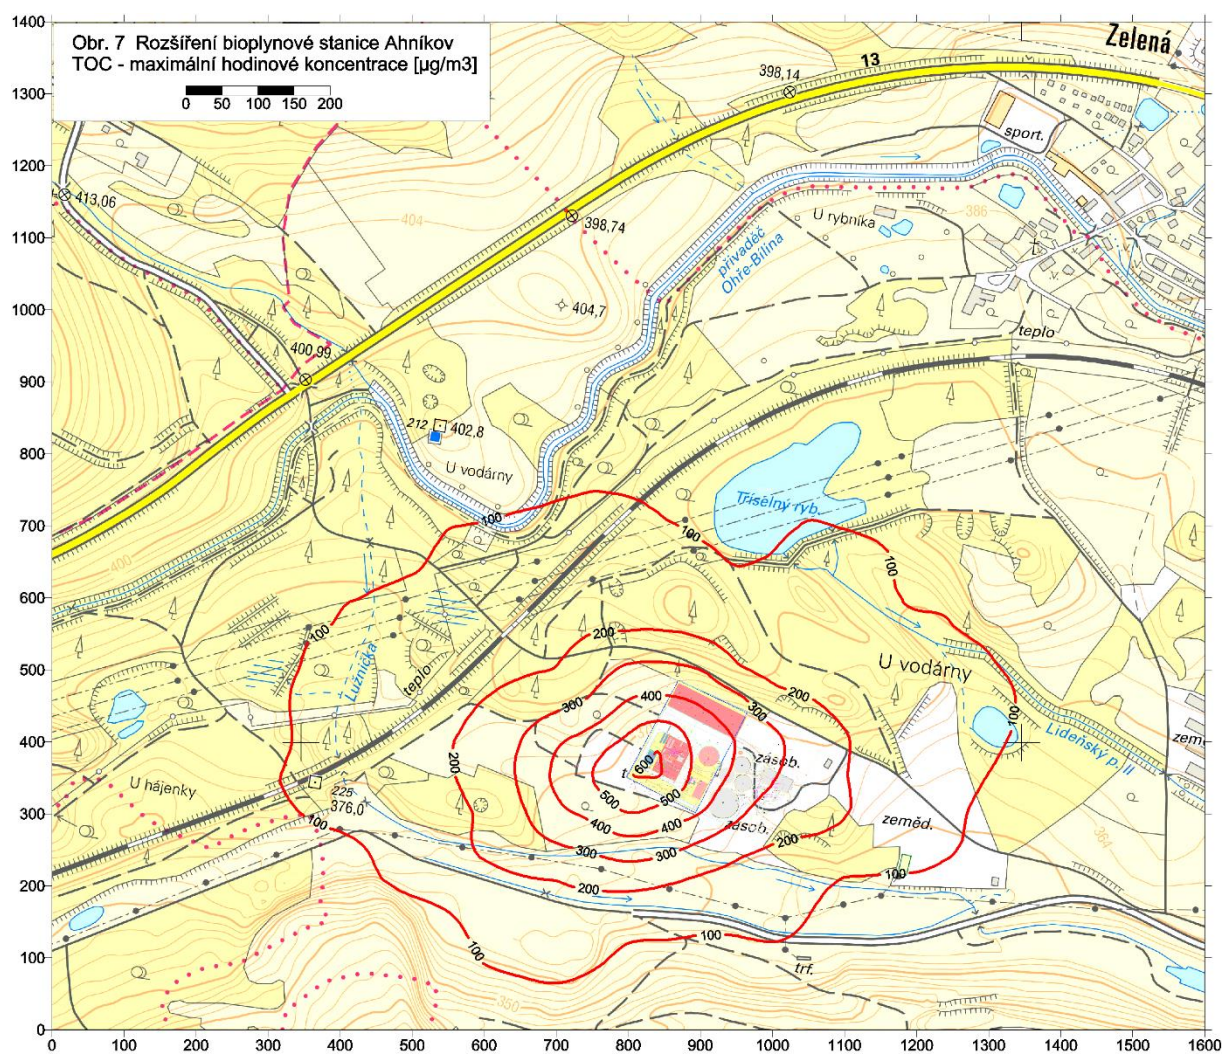 1400
1300
1200
1100
1000
900
800
700
600
500
400
300
200
100
0
Obr. 7 Rozšíření bioplynové stanice Ahníkov
TOC - maximální hodinové koncentrace [µg/m3]
0 50 100 150 200
Zelená
13
398,14
sport.
413,06
404
398,74
U rybníka
386
přivaděč
Ohře-Bílina
404,7
teplo
400,99
212
402,8
U vodárny
Tříselný ryb.
100
100
100
400
100
200
U vodárny
Lužnička
teplo
200
300
400
300
100
Lideňský p. II
zem
200
600
zásob.
500
500
U hájenky
225
376,0
100
400
400
zásob.
zeměd.
384
300
300
200
200
100
100
100
trf.
350
0 100 200 300 400 500 600 700 800 900 1000 1100 1200 1300 1400 1500 1600